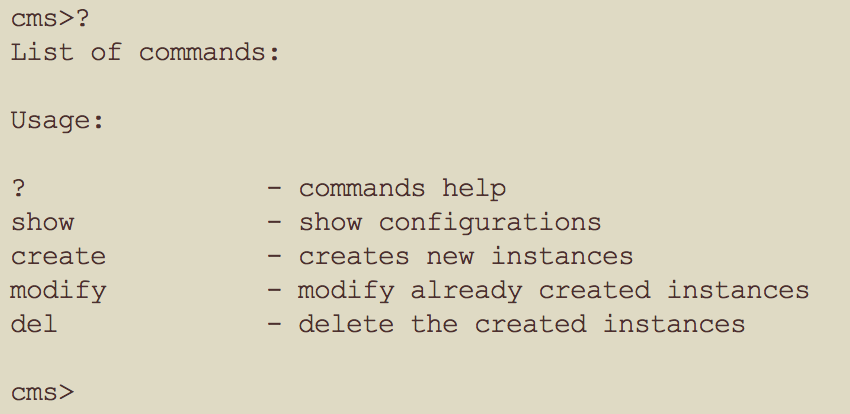 cms>?
List of commands:
Usage:
? - commands help
show - show configurations
create - creates new instances
modify - modify already created instances
del - delete the created instances
cms>